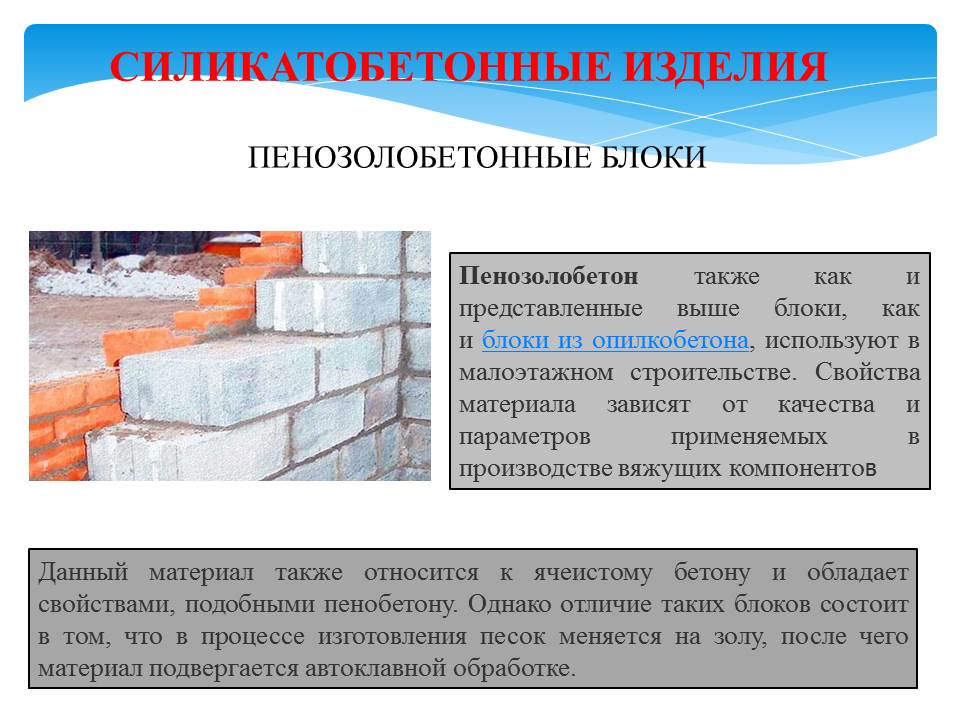 СИЛИКАТОБЕТОННЫЕ ИЗДЕЛИЯ
ПЕНОЗОЛОБЕТОННЫЕ БЛОКИ
Пенозолобетон также как и
представленные выше блоки, как
и блоки из опилкобетона, используют в
малоэтажном строительстве. Свойства
материала зависят от качества и
параметров применяемых в
производстве вяжущих компонентов
Данный материал также относится к ячеистому бетону и обладает
свойствами, подобными пенобетону. Однако отличие таких блоков состоит
в том, что в процессе изготовления песок меняется на золу, после чего
материал подвергается автоклавной обработке.